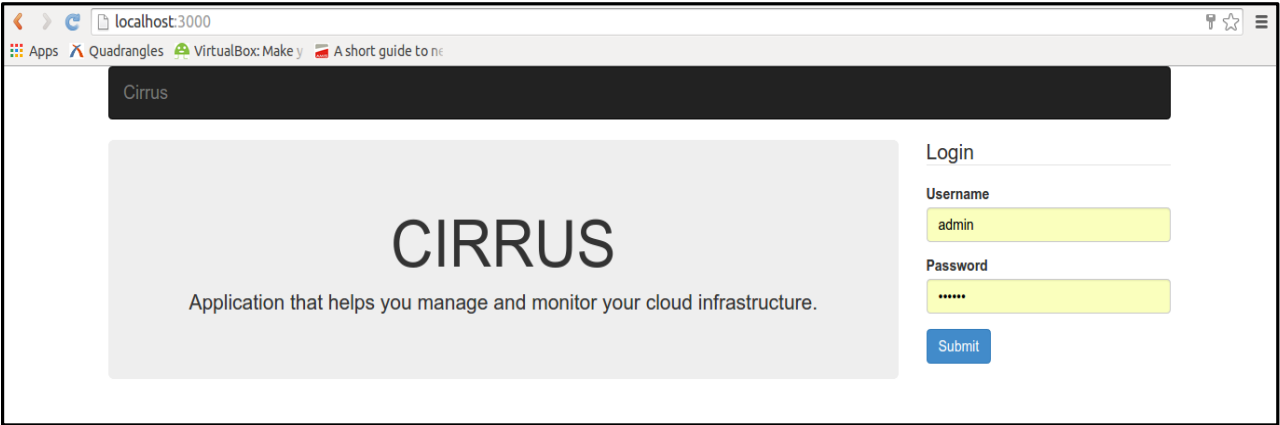 localhost:3000
Apps Quadrangles VirtualBox: Make y A short guide to ne
Cirrus
CIRRUS
Application that helps you manage and monitor your cloud infrastructure.
Login
Username
admin
Password
••••••
Submit